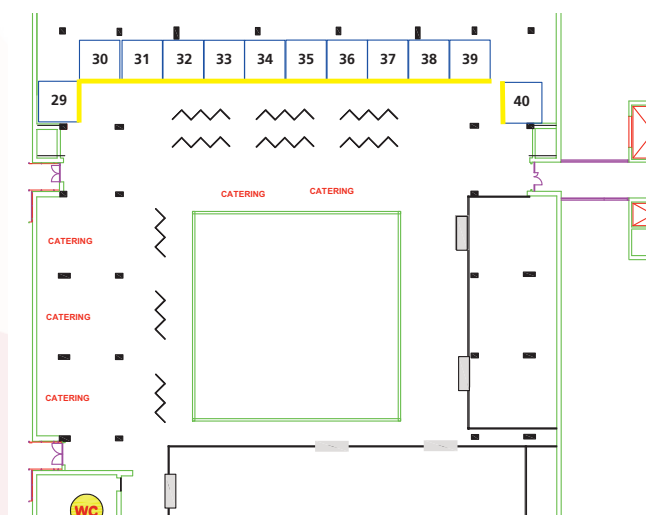 30 31 32 33 34 35 36 37 38 39
29
40
CATERING
CATERING
CATERING
CATERING
CATERING
WC